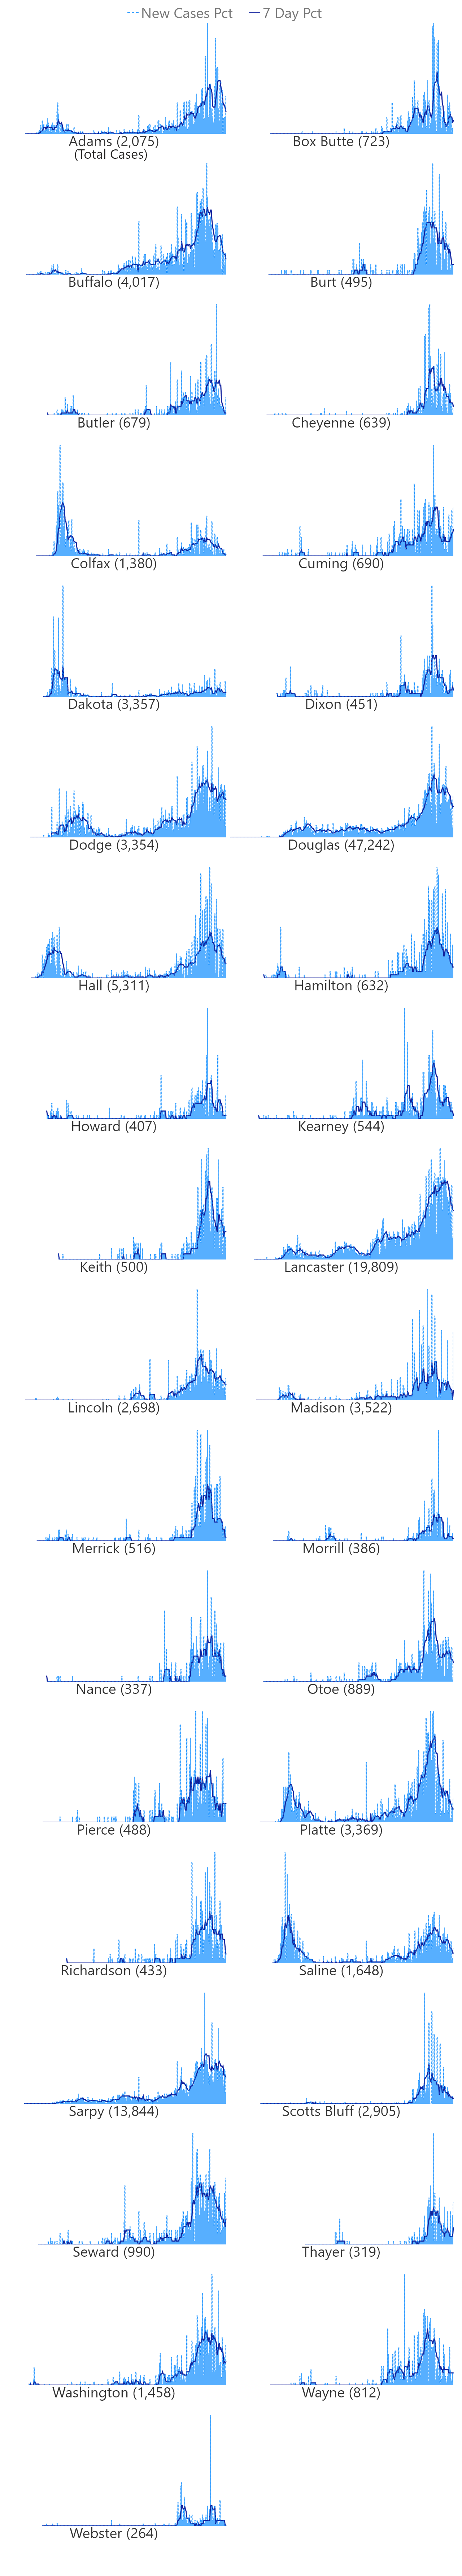 New Cases Pct 7 Day Pct
Adams (2,075) Box Butte (723)
(Total Cases)
Buffalo (4,017) Burt (495)
Butler (679) Cheyenne (639)
Colfax (1,380) Cuming (690)
Dakota (3,357) Dixon (451)
Dodge (3,354) Douglas (47,242)
Hall (5,311) Hamilton (632)
Howard (407) Kearney (544)
Keith (500) Lancaster (19,809)
Lincoln (2,698) Madison (3,522)
Merrick (516) Morrill (386)
Nance (337) Otoe (889)
Pierce (488) Platte (3,369)
Richardson (433) Saline (1,648)
Sarpy (13,844) Scotts Bluff (2,905)
Seward (990) Thayer (319)
Washington (1,458) Wayne (812)
Webster (264)